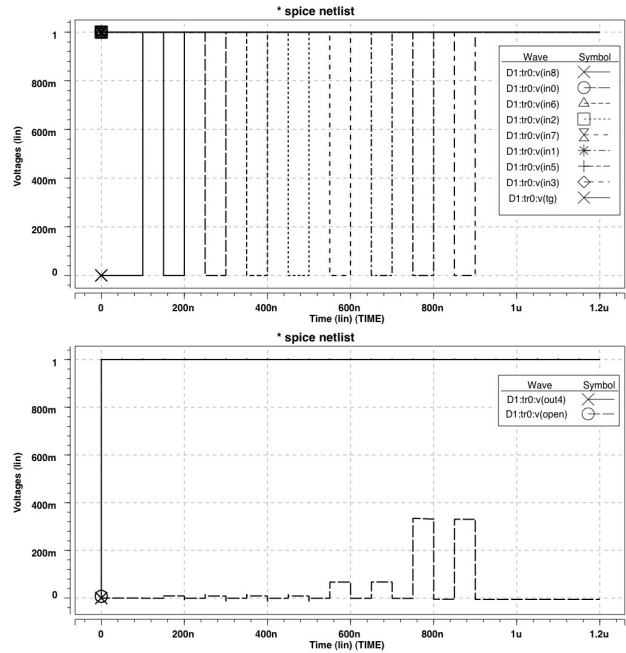 * spice netlist
Voltages (lin)
1
800m
600m
400m
200m
0
Wave Symbol
D1:tr0:v(in8)
D1:tr0:v(in0)
D1:tr0:v(in6)
D1:tr0:v(in2)
D1:tr0:v(in7)
D1:tr0:v(in1)
D1:tr0:v(in5)
D1:tr0:v(in3)
D1:tr0:v(tg)
0 200n 400n 600n 800n 1u 1.2u
Time (lin) (TIME)
* spice netlist
Voltages (lin)
1
800m
600m
400m
200m
0
Wave Symbol
D1:tr0:v(out4)
D1:tr0:v(open)
0 200n 400n 600n 800n 1u 1.2u
Time (lin) (TIME)